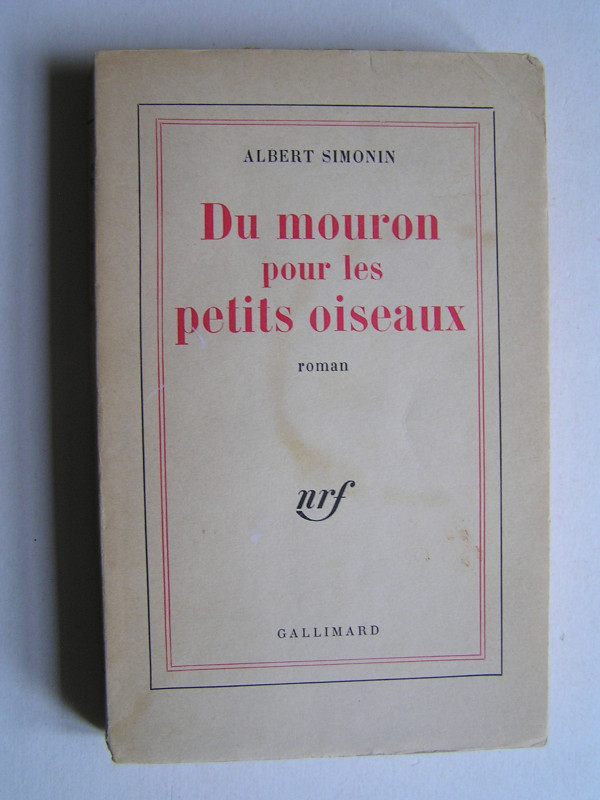 ALBERT SIMONIN
Du mouron
pour les
petits oiseaux
roman
nrf
GALLIMARD